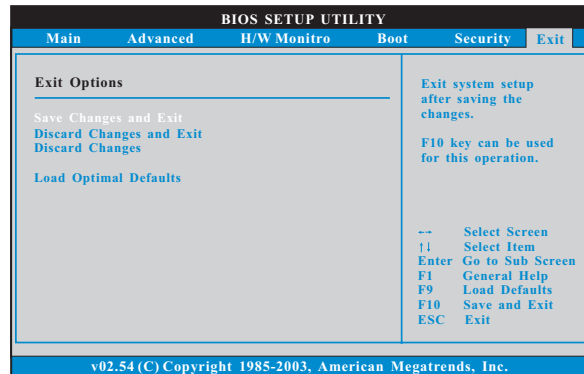 BIOS SETUP UTILITY
Main Advanced H/W Monitro Boot Security Exit
Exit Options
Save Changes and Exit
Discard Changes and Exit
Discard Changes
Load Optimal Defaults
Exit system setup
after saving the
changes.
F10 key can be used
for this operation.
←→ Select Screen
↑↓ Select Item
Enter Go to Sub Screen
F1 General Help
F9 Load Defaults
F10 Save and Exit
ESC Exit
v02.54 (C) Copyright 1985-2003, American Megatrends, Inc.